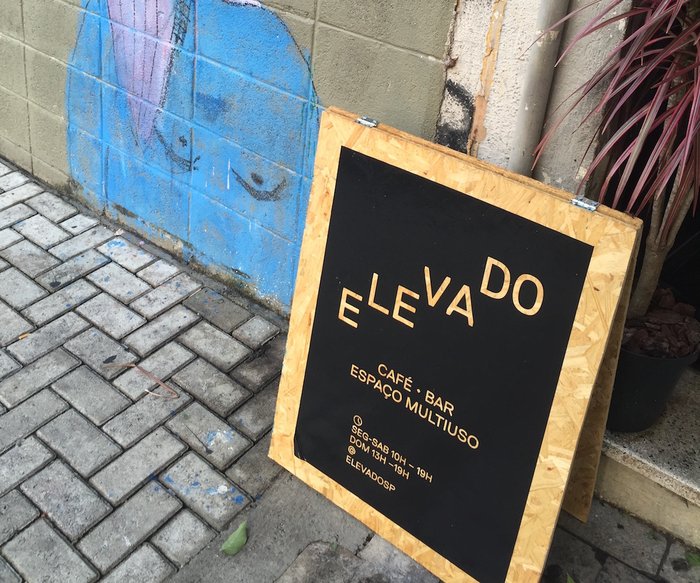 ELEVADO
CAFÉ • BAR
ESPAÇO MULTIUSO
SEG-SAB 10H – 19H
DOM 13H –19H
@
ELEVADOSP